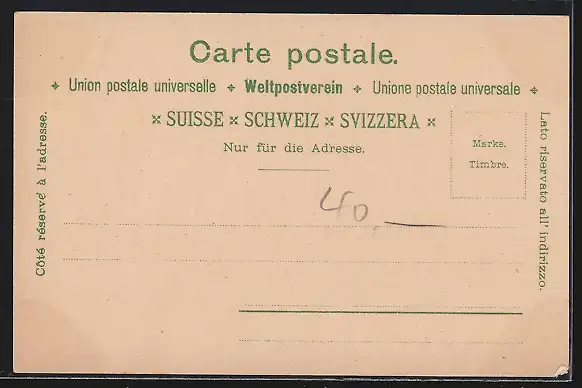 Carte postale.
✦ Union postale universelle ✦ Weltpostverein ✦ Unione postale universale ✦
× SUISSE × SCHWEIZ × SVIZZERA ×
Nur für die Adresse.
Marke.
Timbre.
Côté réservé à l'adresse.
Lato riservato all' indirizzo.
40,—